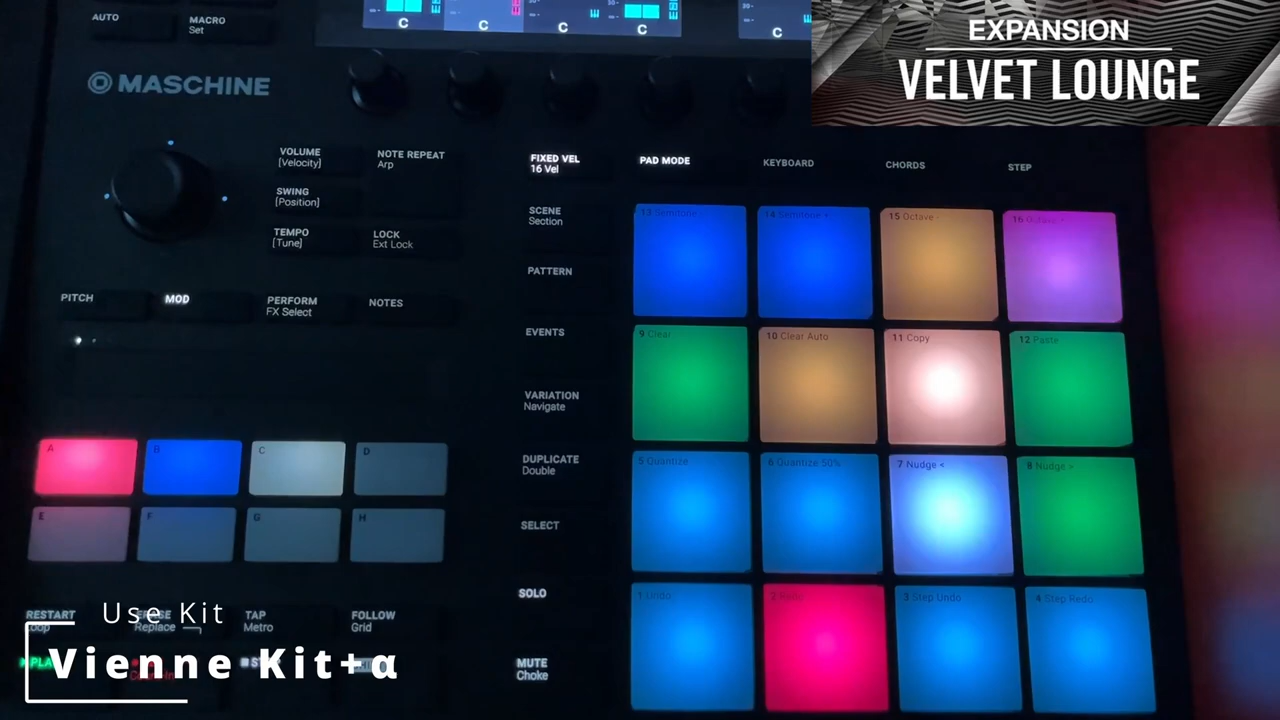 AUTO
MACRO
Set
C
C
C
C
C
EXPANSION
VELVET LOUNGE
MASCHINE
VOLUME
[Velocity]
NOTE REPEAT
Arp
SWING
[Position]
TEMPO
[Tune]
LOCK
Ext Lock
FIXED VEL
16 Vel
PAD MODE
KEYBOARD
CHORDS
STEP
SCENE
Section
PATTERN
PITCH
MOD
PERFORM
FX Select
NOTES
EVENTS
VARIATION
Navigate
DUPLICATE
Double
SELECT
SOLO
MUTE
Choke
13 Semitone -
14 Semitone +
15 Octave -
16 Octave +
9 Clear
10 Clear Auto
11 Copy
12 Paste
5 Quantize
6 Quantize 50%
7 Nudge <
8 Nudge >
1 Undo
2 Redo
3 Step Undo
4 Step Redo
A
B
C
D
E
F
G
H
RESTART
Loop
Replace
TAP
Metro
FOLLOW
Grid
Use Kit
Vienne Kit+α